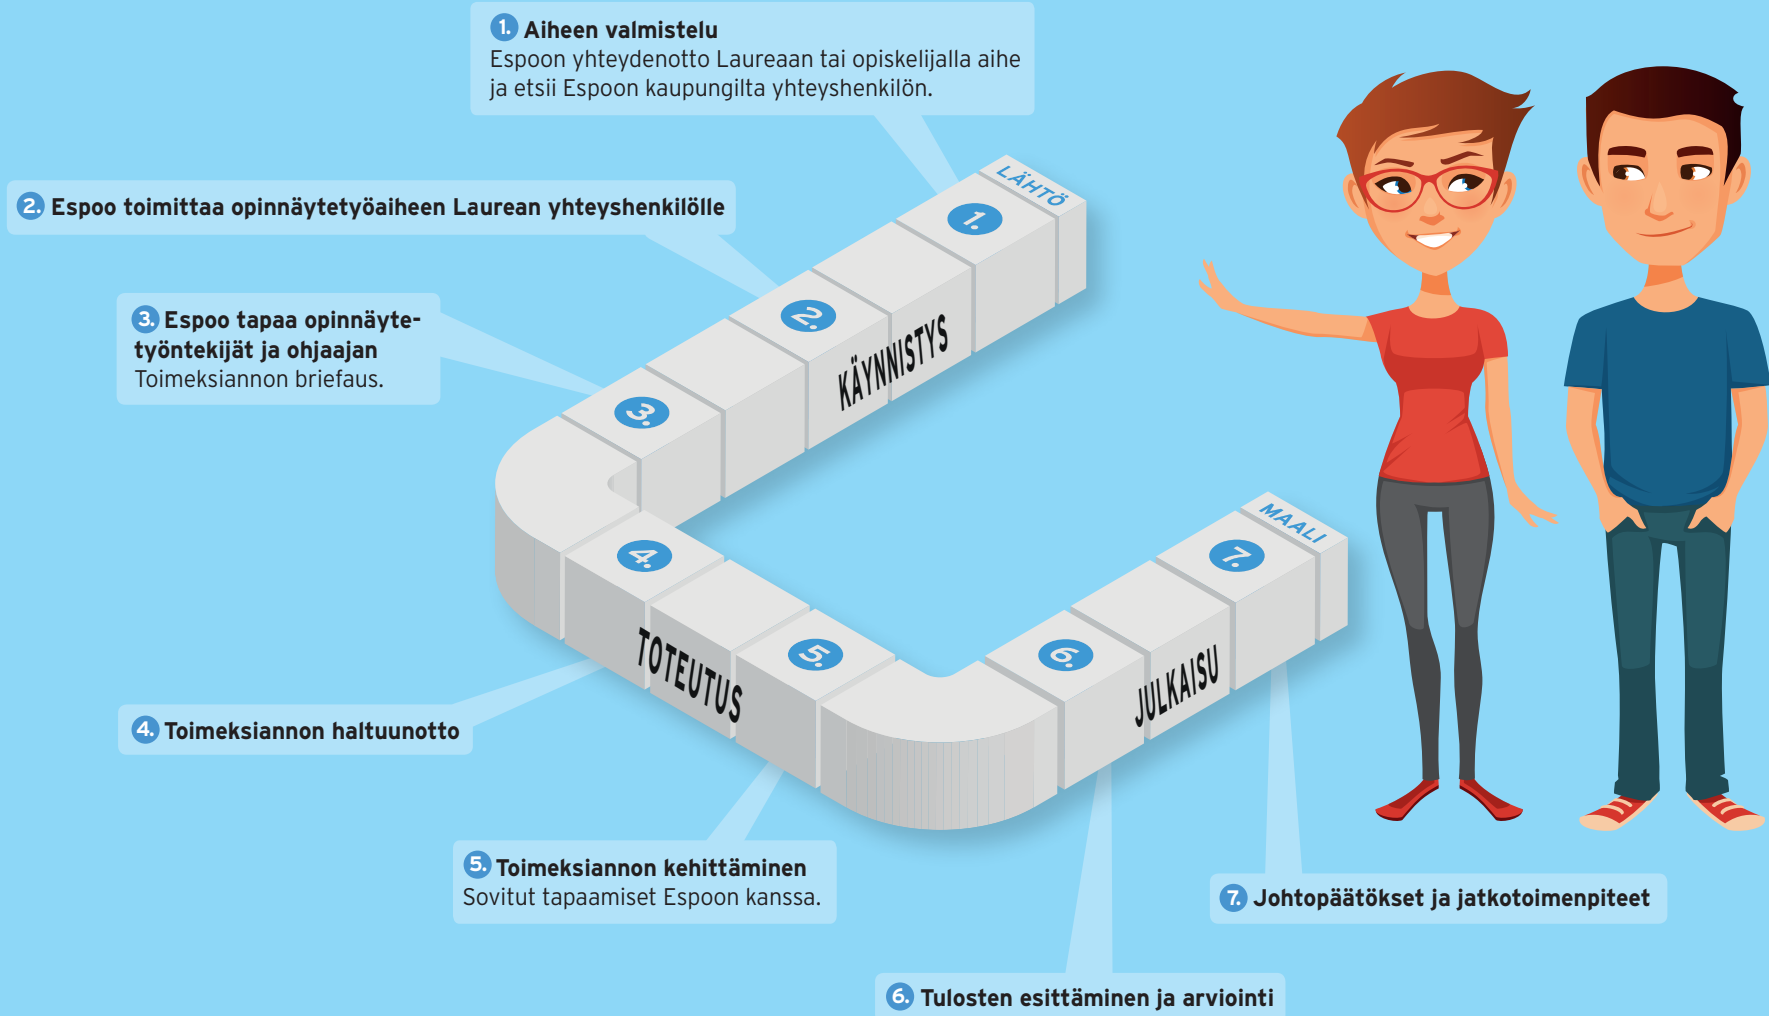 1. Aiheen valmistelu
Espoon yhteydenotto Laureaan tai opiskelijalla aihe
ja etsii Espoon kaupungilta yhteyshenkilön.
2. Espoo toimittaa opinnäytetyöaiheen Laurean yhteyshenkilölle
3. Espoo tapaa opinnäyte-
työntekijät ja ohjaajan
Toimeksiannon briefaus.
LÄHTÖ
1.
2.
KÄYNNISTYS
3.
4.
TOTEUTUS
5.
6.
JULKAISU
7.
MAALI
4. Toimeksiannon haltuunotto
5. Toimeksiannon kehittäminen
Sovitut tapaamiset Espoon kanssa.
7. Johtopäätökset ja jatkotoimenpiteet
6. Tulosten esittäminen ja arviointi